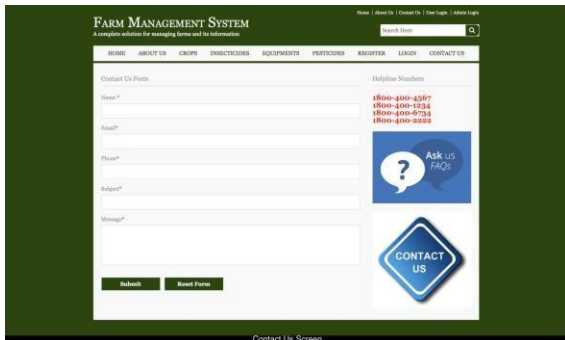 Home | About Us | Contact Us | User Login | Admin Login
FARM MANAGEMENT SYSTEM
A complete solution for managing farms and its information
Search Here
HOME ABOUT US CROPS INSECTICIDES EQUIPMENTS PESTICIDES REGISTER LOGIN CONTACT US
Contact Us Form
Helpline Numbers
Name *
1800-400-4567
1800-400-1234
1800-400-6734
1800-400-2222
Email*
Phone*
Ask us
FAQs
?
Subject*
Message*
CONTACT
US
Submit Reset Form
Contact Us Screen